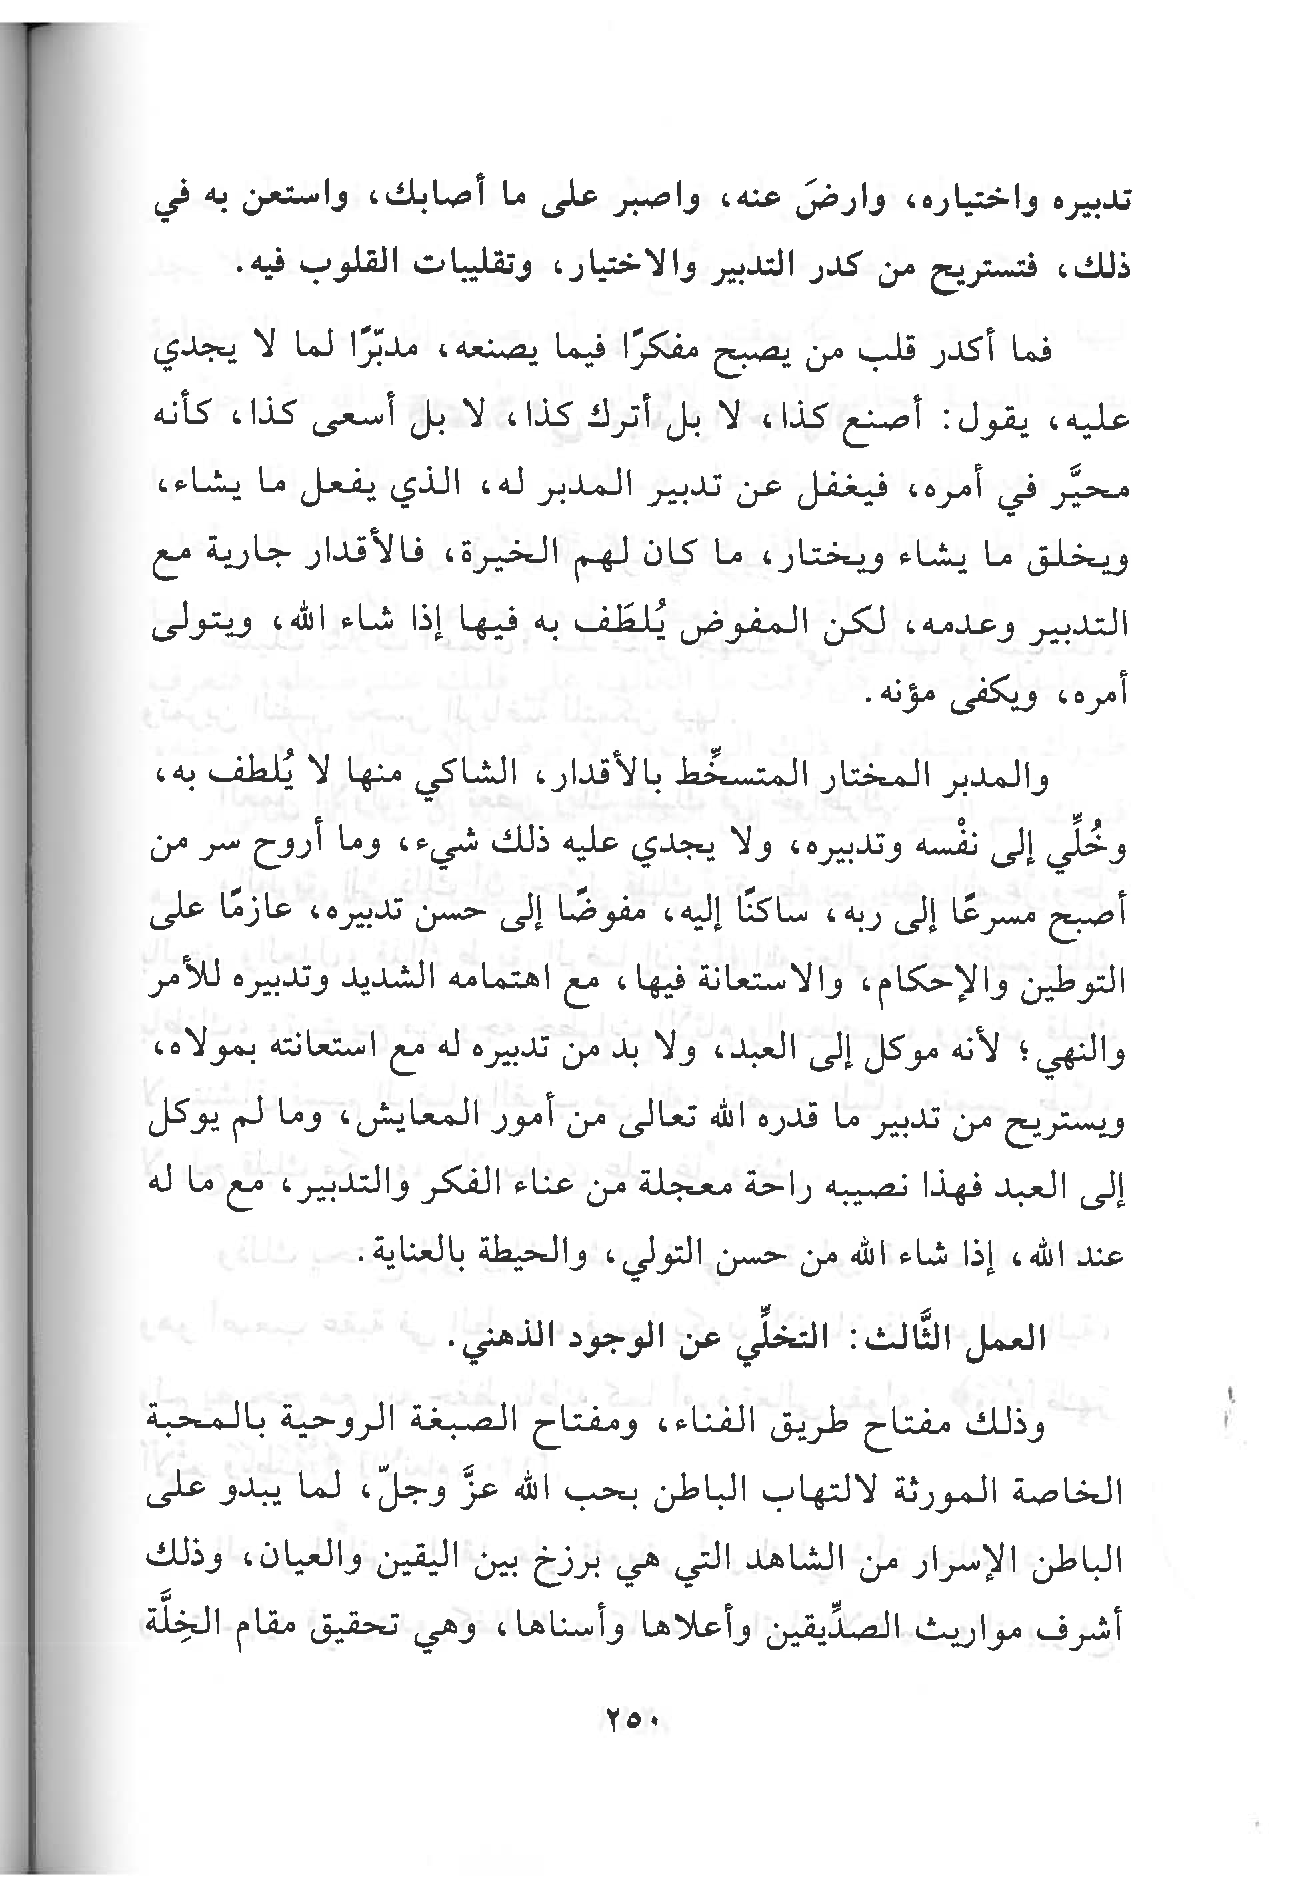 تدبيره واختياره، وارضَ عنه، واصبر على ما أصابك، واستعن به في
ذلك، فتستريح من كدر التدبير والاختيار، وتقليبات القلوب فيه.
فما أكدر قلب من يصبح مفكرًا فيما يصنعه، مدبّرًا لما لا يجدي
عليه، يقول: أصنع كذا، لا بل أترك كذا، لا بل أسعى كذا، كأنه
محيَّر في أمره، فيغفل عن تدبير المدبر له، الذي يفعل ما يشاء،
ويخلق ما يشاء ويختار، ما كان لهم الخيرة، فالأقدار جارية مع
التدبير وعدمه، لكن المفوض يُلطَف به فيها إذا شاء الله، ويتولى
أمره، ويكفى مؤنه.
والمدبر المختار المتسخِّط بالأقدار، الشاكي منها لا يُلطف به،
وخُلِّي إلى نفْسه وتدبيره، ولا يجدي عليه ذلك شيء، وما أروح سر من
أصبح مسرعًا إلى ربه، ساكنًا إليه، مفوضًا إلى حسن تدبيره، عازمًا على
التوطين والإحكام، والاستعانة فيها، مع اهتمامه الشديد وتدبيره للأمر
والنهي؛ لأنه موكل إلى العبد، ولا بد من تدبيره له مع استعانته بمولاه،
ويستريح من تدبير ما قدره الله تعالى من أمور المعايش، وما لم يوكل
إلى العبد فهذا نصيبه راحة معجلة من عناء الفكر والتدبير، مع ما له
عند الله، إذا شاء الله من حسن التولي، والحيطة بالعناية.
العمل الثَّالث: التخلِّي عن الوجود الذهني.
وذلك مفتاح طريق الفناء، ومفتاح الصبغة الروحية بالمحبة
الخاصة المورثة لالتهاب الباطن بحب الله عزَّ وجلّ، لما يبدو على
الباطن الإسرار من الشاهد التي هي برزخ بين اليقين والعيان، وذلك
أشرف مواريث الصدِّيقين وأعلاها وأسناها، وهي تحقيق مقام الخِلَّة
٢٥٠